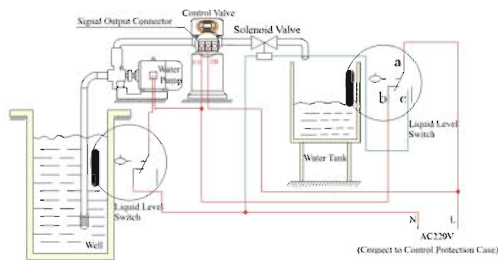 Control Valve
Signal Output Connector
Solenoid Valve
Water
Pump
a
b
c
Liquid Level
Switch
Water Tank
Liquid Level
Switch
Well
N
L
AC220V
(Connect to Control Protection Case)